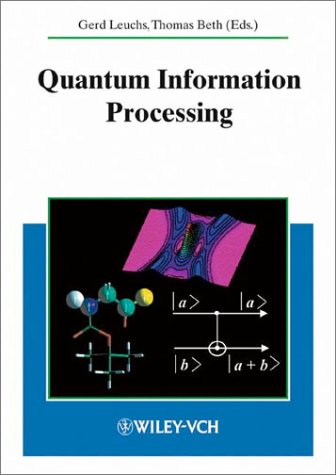 Gerd Leuchs, Thomas Beth (Eds.)
Quantum Information
Processing
|a> |a>
|b> |a + b>
WILEY-VCH